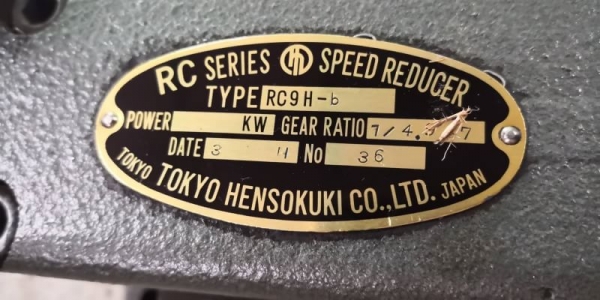 RC SERIES SPEED REDUCER
TYPE RC9H-b
POWER KW GEAR RATIO
DATE 3 11 No 36
TOKYO TOKYO HENSOKUKI CO.,LTD. JAPAN